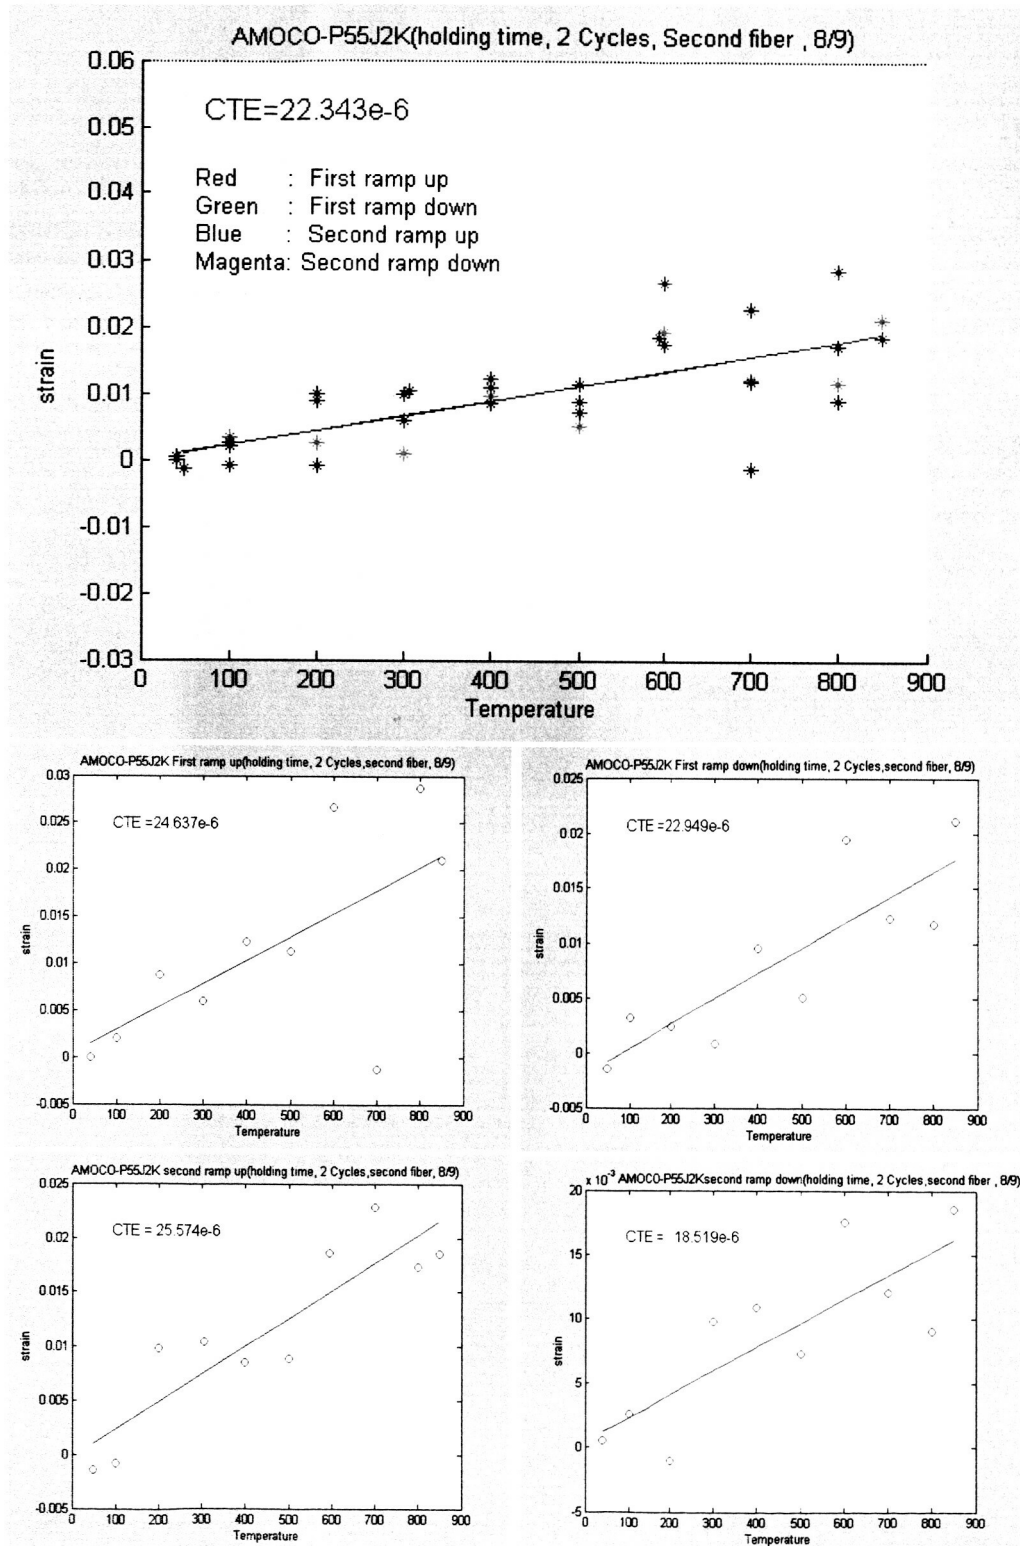 AMOCO-P55J2K(holding time, 2 Cycles, Second fiber , 8/9)
0.06
0.05
0.04
0.03
0.02
0.01
0
-0.01
-0.02
-0.03
strain
CTE=22.343e-6
Red : First ramp up
Green : First ramp down
Blue : Second ramp up
Magenta: Second ramp down
0 100 200 300 400 500 600 700 800 900
Temperature
AMOCO-P55J2K First ramp up(holding time, 2 Cycles,second fiber, 8/9)
0.03
0.025
0.02
0.015
0.01
0.005
0
-0.005
strain
CTE =24.637e-6
0 100 200 300 400 500 600 700 800 900
Temperature
AMOCO-P55J2K First ramp down(holding time, 2 Cycles,second fiber, 8/9)
0.025
0.02
0.015
0.01
0.005
0
-0.005
strain
CTE =22.949e-6
0 100 200 300 400 500 600 700 800 900
Temperature
AMOCO-P55J2K second ramp up(holding time, 2 Cycles,second fiber, 8/9)
0.025
0.02
0.015
0.01
0.005
0
-0.005
strain
CTE = 25.574e-6
0 100 200 300 400 500 600 700 800 900
Temperature
x 10⁻³ AMOCO-P55J2Ksecond ramp down(holding time, 2 Cycles,second fiber , 8/9)
20
15
10
5
0
-5
strain
CTE = 18.519e-6
0 100 200 300 400 500 600 700 800 900
Temperature